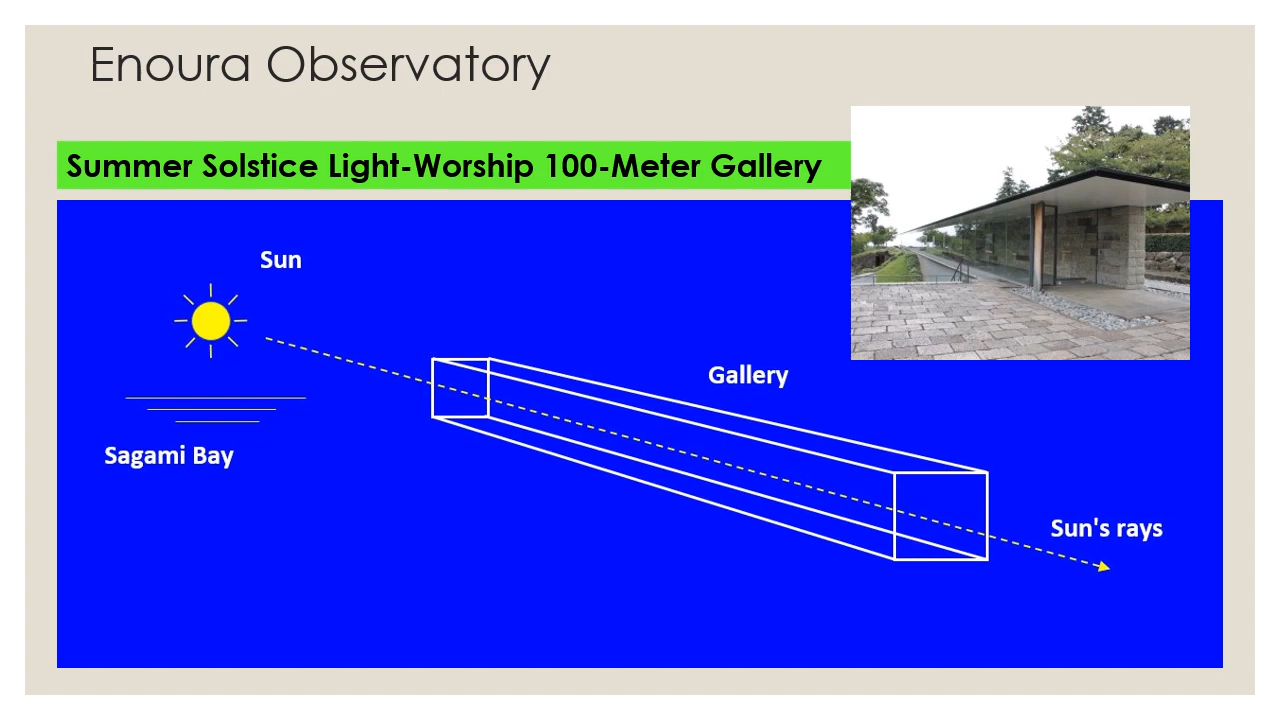 Enoura Observatory
Summer Solstice Light-Worship 100-Meter Gallery
Sun
Gallery
Sagami Bay
Sun's rays